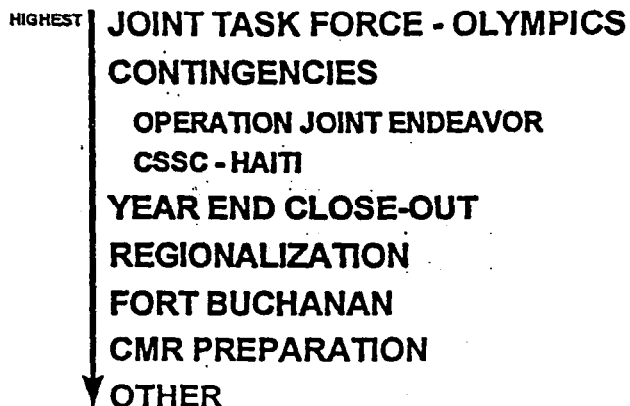 HIGHEST
JOINT TASK FORCE - OLYMPICS
CONTINGENCIES
OPERATION JOINT ENDEAVOR
CSSC - HAITI
YEAR END CLOSE-OUT
REGIONALIZATION
FORT BUCHANAN
CMR PREPARATION
OTHER